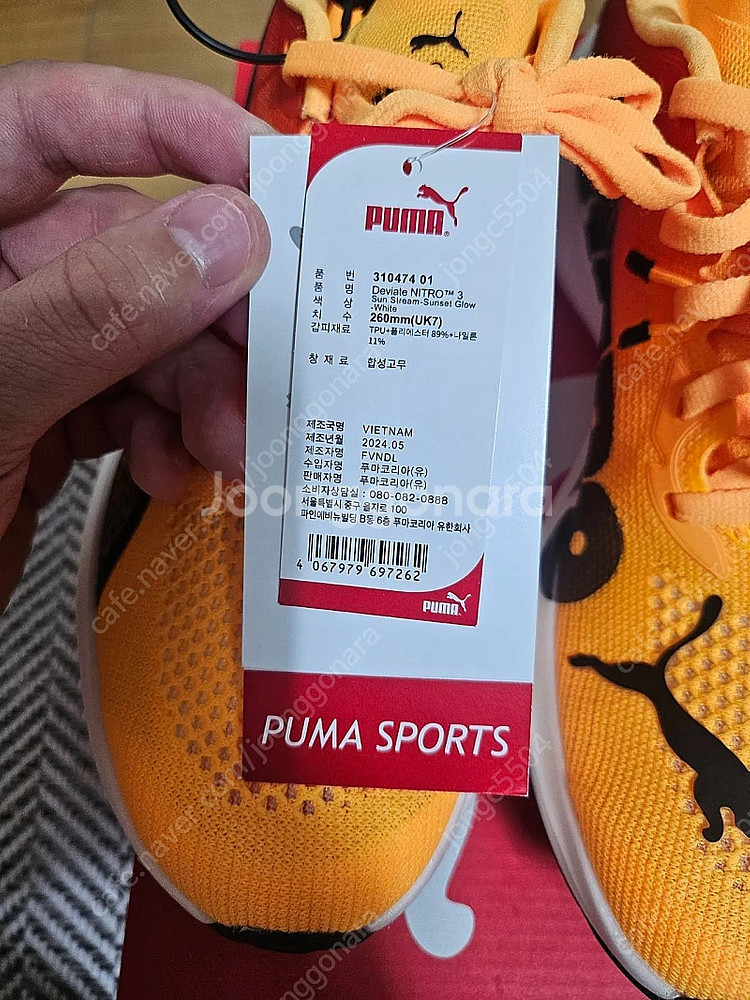 PUMA
품 번 310474 01
품 명 Deviate NITRO™ 3
색 상 Sun Stream-Sunset Glow
-White
치 수 260mm(UK7)
갑피재료 TPU+폴리에스터 89%+나일론
11%
창 재 료 합성고무
제조국명 VIETNAM
제조년월 2024.05
제조자명 FVNDL
수입자명 푸마코리아(유)
판매자명 푸마코리아(유)
소비자상담실 : 080-082-0888
서울특별시 중구 을지로 100
파인에비뉴빌딩 B동 6층 푸마코리아 유한회사
4 067979 697262
PUMA
PUMA SPORTS
Joonggonara
cafe.naver.com/joonggonara
jongc5504